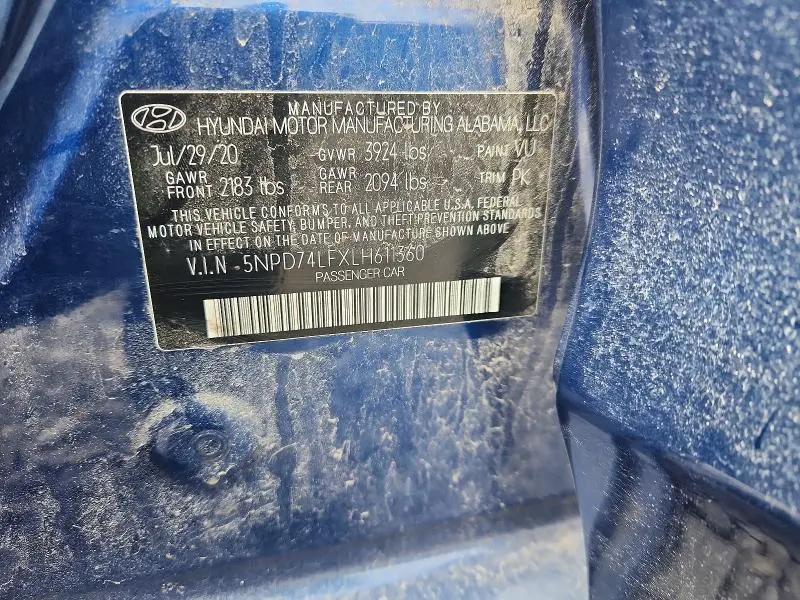 MANUFACTURED BY
HYUNDAI MOTOR MANUFACTURING ALABAMA, LLC
Jul/29/20 GVWR 3924 lbs PAINT VU
GAWR FRONT 2183 lbs GAWR REAR 2094 lbs TRIM PK
THIS VEHICLE CONFORMS TO ALL APPLICABLE U.S.A. FEDERAL
MOTOR VEHICLE SAFETY, BUMPER, AND THEFT PREVENTION STANDARDS
IN EFFECT ON THE DATE OF MANUFACTURE SHOWN ABOVE
V.I.N - 5NPD74LFXLH611360
PASSENGER CAR